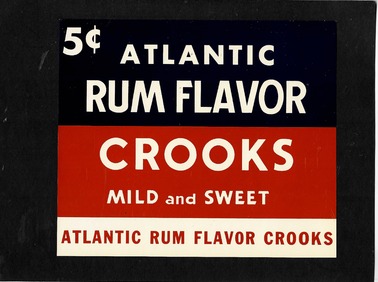 5¢
ATLANTIC
RUM FLAVOR
CROOKS
MILD and SWEET
ATLANTIC RUM FLAVOR CROOKS